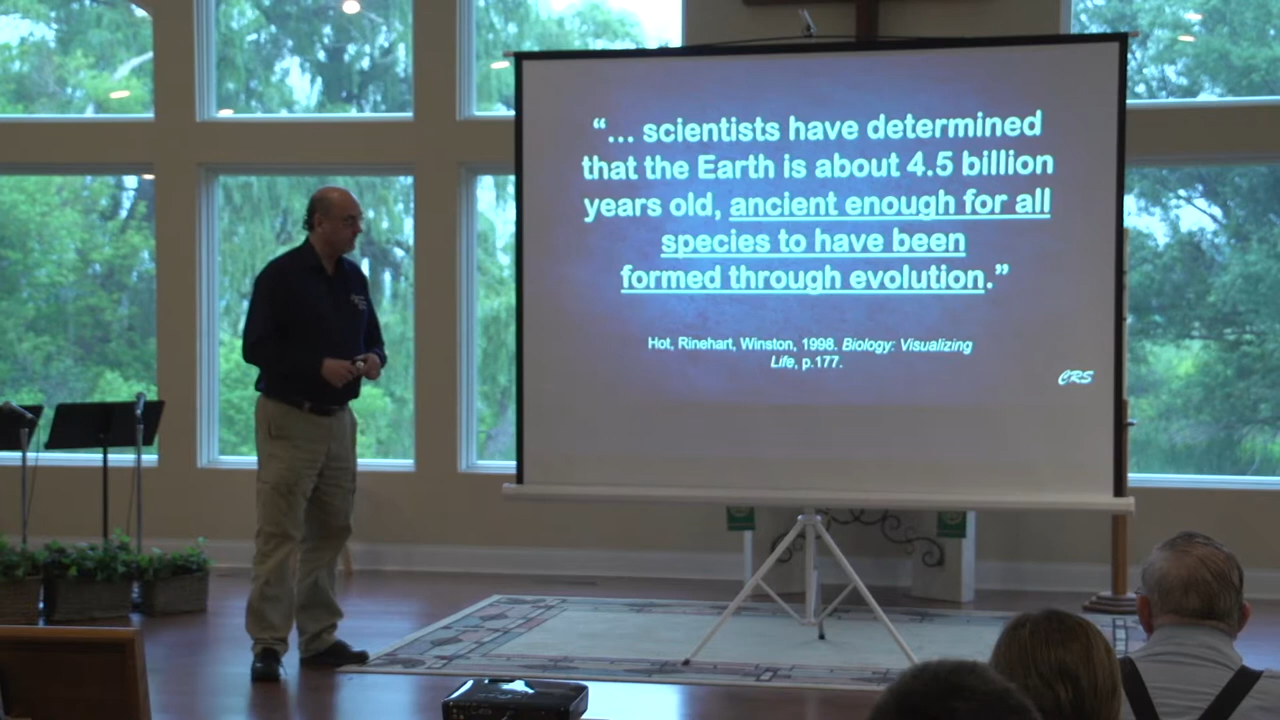 “... scientists have determined
that the Earth is about 4.5 billion
years old, ancient enough for all
species to have been
formed through evolution.”
Hot, Rinehart, Winston, 1998. Biology: Visualizing
Life, p.177.
CRS